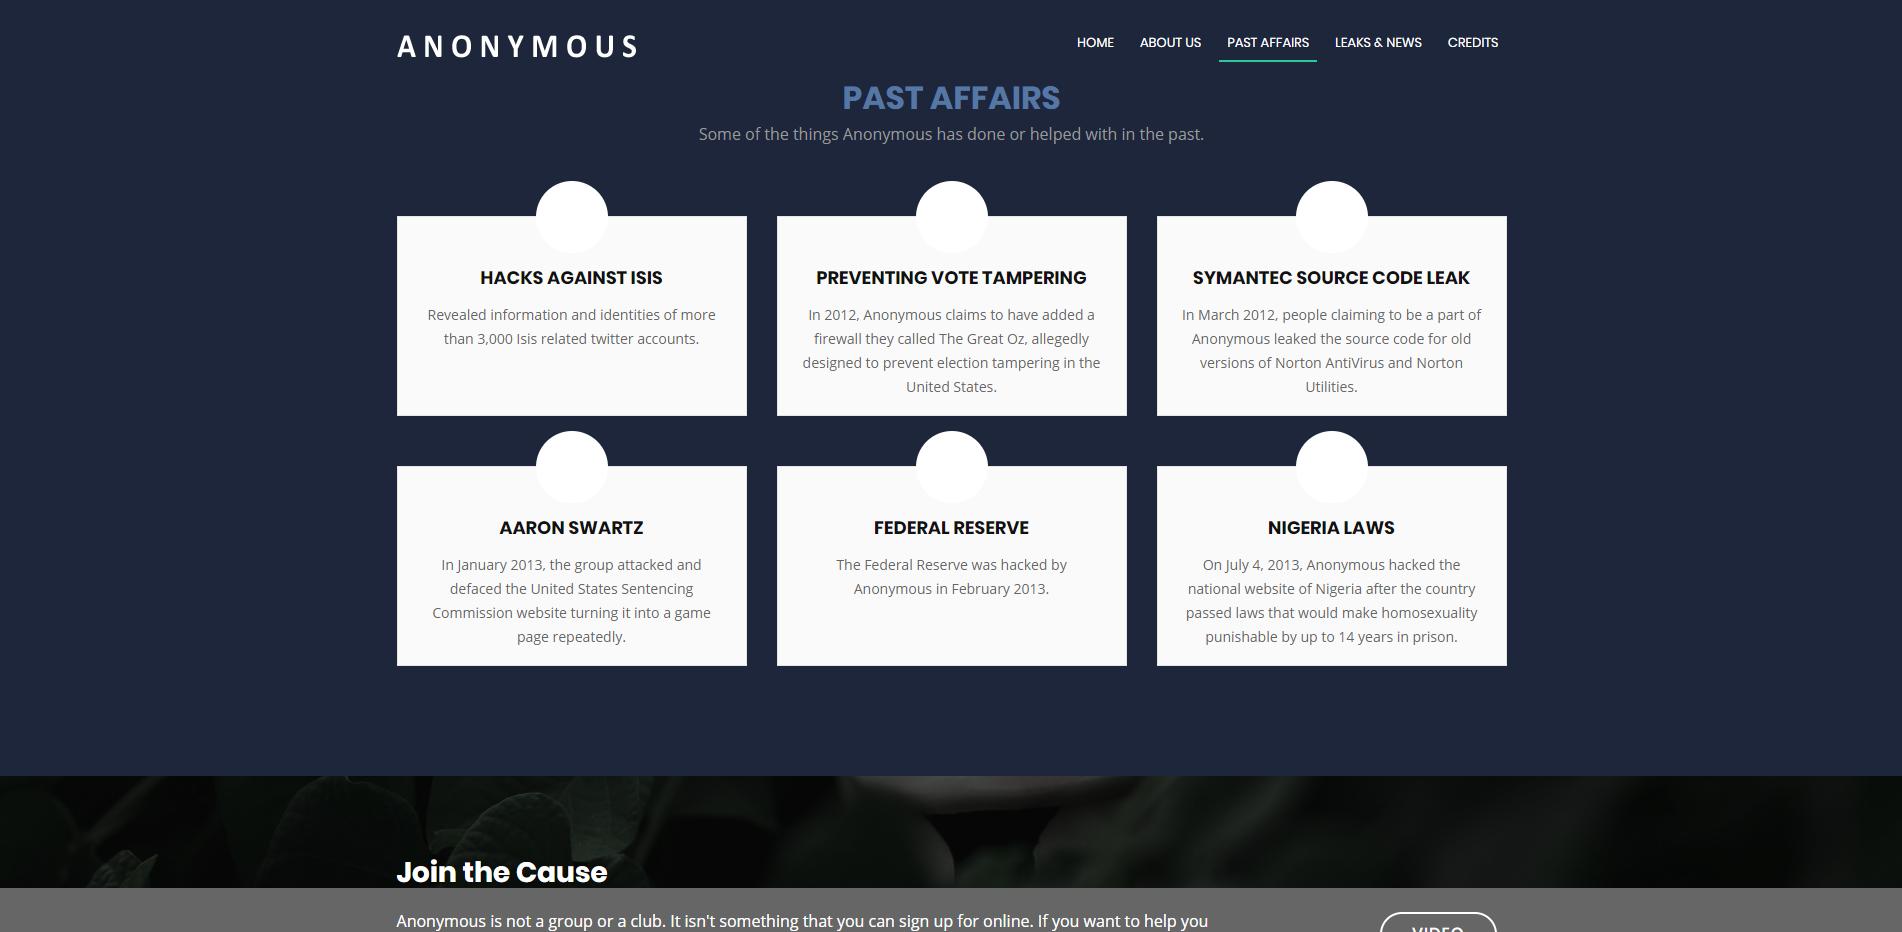 ANONYMOUS
HOME ABOUT US PAST AFFAIRS LEAKS & NEWS CREDITS
PAST AFFAIRS
Some of the things Anonymous has done or helped with in the past.
HACKS AGAINST ISIS
Revealed information and identities of more
than 3,000 Isis related twitter accounts.
PREVENTING VOTE TAMPERING
In 2012, Anonymous claims to have added a
firewall they called The Great Oz, allegedly
designed to prevent election tampering in the
United States.
SYMANTEC SOURCE CODE LEAK
In March 2012, people claiming to be a part of
Anonymous leaked the source code for old
versions of Norton AntiVirus and Norton
Utilities.
AARON SWARTZ
In January 2013, the group attacked and
defaced the United States Sentencing
Commission website turning it into a game
page repeatedly.
FEDERAL RESERVE
The Federal Reserve was hacked by
Anonymous in February 2013.
NIGERIA LAWS
On July 4, 2013, Anonymous hacked the
national website of Nigeria after the country
passed laws that would make homosexuality
punishable by up to 14 years in prison.
Join the Cause
Anonymous is not a group or a club. It isn't something that you can sign up for online. If you want to help you
VIDEO